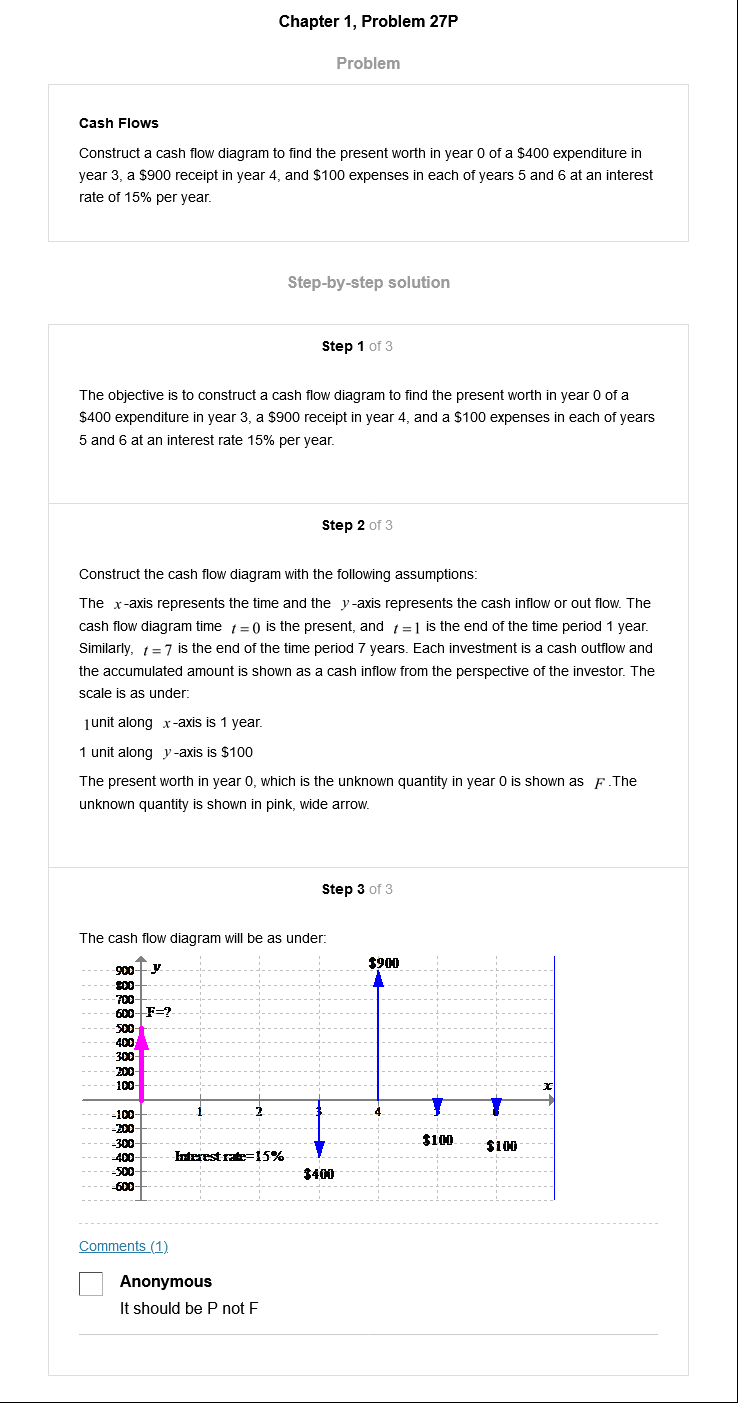 Chapter 1, Problem 27P
Problem
Cash Flows
Construct a cash flow diagram to find the present worth in year 0 of a $400 expenditure in
year 3, a $900 receipt in year 4, and $100 expenses in each of years 5 and 6 at an interest
rate of 15% per year.
Step-by-step solution
Step 1 of 3
The objective is to construct a cash flow diagram to find the present worth in year 0 of a
$400 expenditure in year 3, a $900 receipt in year 4, and a $100 expenses in each of years
5 and 6 at an interest rate 15% per year.
Step 2 of 3
Construct the cash flow diagram with the following assumptions:
The x-axis represents the time and the y-axis represents the cash inflow or out flow. The
cash flow diagram time t = 0 is the present, and t = 1 is the end of the time period 1 year.
Similarly, t = 7 is the end of the time period 7 years. Each investment is a cash outflow and
the accumulated amount is shown as a cash inflow from the perspective of the investor. The
scale is as under:
1unit along x-axis is 1 year.
1 unit along y-axis is $100
The present worth in year 0, which is the unknown quantity in year 0 is shown as F.The
unknown quantity is shown in pink, wide arrow.
Step 3 of 3
The cash flow diagram will be as under:
$900
900 y
800
700
600 F=?
500
400
300
200
100 x
1 2 3 4 5 6
-100
-200
-300 $100 $100
-400 Interest rate=15%
-500 $400
-600
Comments (1)
Anonymous
It should be P not F